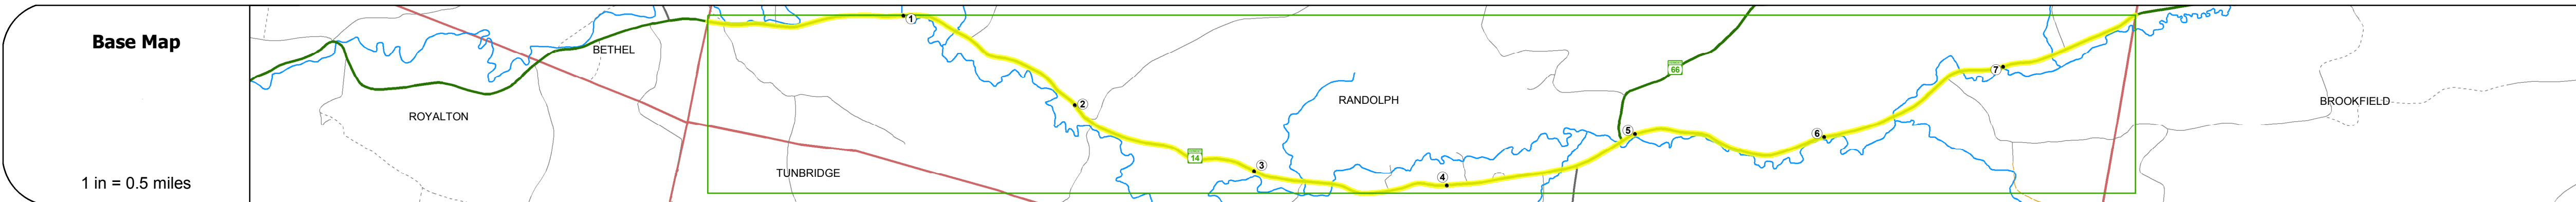 Base Map
1 in = 0.5 miles
BETHEL
ROYALTON
TUNBRIDGE
RANDOLPH
BROOKFIELD
1
2
14
3
4
5
66
6
7